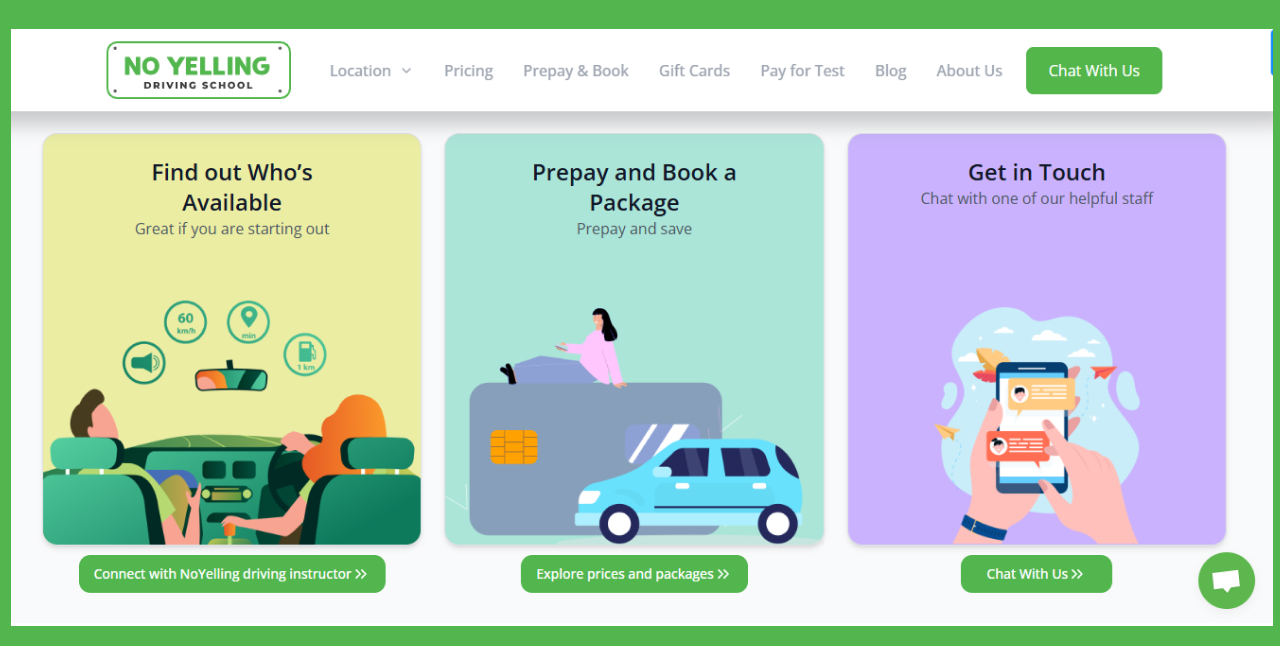 NO YELLING
DRIVING SCHOOL
Location
Pricing
Prepay & Book
Gift Cards
Pay for Test
Blog
About Us
Chat With Us
Find out Who’s
Available
Great if you are starting out
60
km/h
min
1 km
Connect with NoYelling driving instructor
Prepay and Book a
Package
Prepay and save
Explore prices and packages
Get in Touch
Chat with one of our helpful staff
Chat With Us